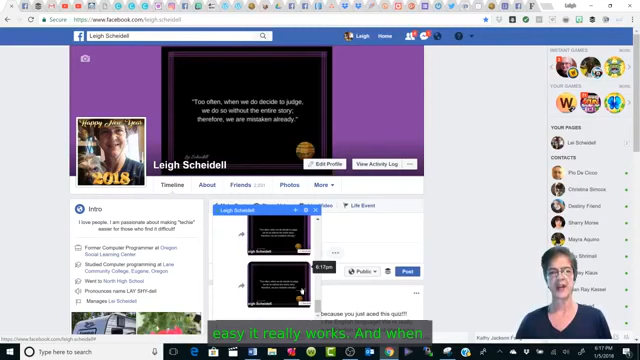 Secure
https://www.facebook.com/leigh.scheidell
Leigh Scheidell
Leigh
Home
"Too often, when we do decide to judge,
we do so without the entire story;
therefore, we are mistaken already."
Happy New Year
2018
Leigh Scheidell
Edit Profile
View Activity Log
Timeline
About
Friends
Photos
More
Intro
I love people. I am passionate about making "techie"
easier for those who find it difficult!
Former Computer Programmer at Oregon
Social Learning Center
Studied Computer programming at Lane
Community College, Eugene, Oregon
Went to North High School
Pronounces name LAY SHY-dell
Manages Lei Scheidell
Leigh Scheidell
Life Event
6:17pm
Public
Post
because you just aced this quiz!!!
INSTANT GAMES
MORE
YOUR GAMES
MORE
YOUR PAGES
Lei Scheidell
CONTACTS
Pio De Cicco
Christina Simoox
Destiny Friend
Sherry Morse
Mayra Aquino
easy it really works. And when
Type here to search
6:17 PM
1/5/2018